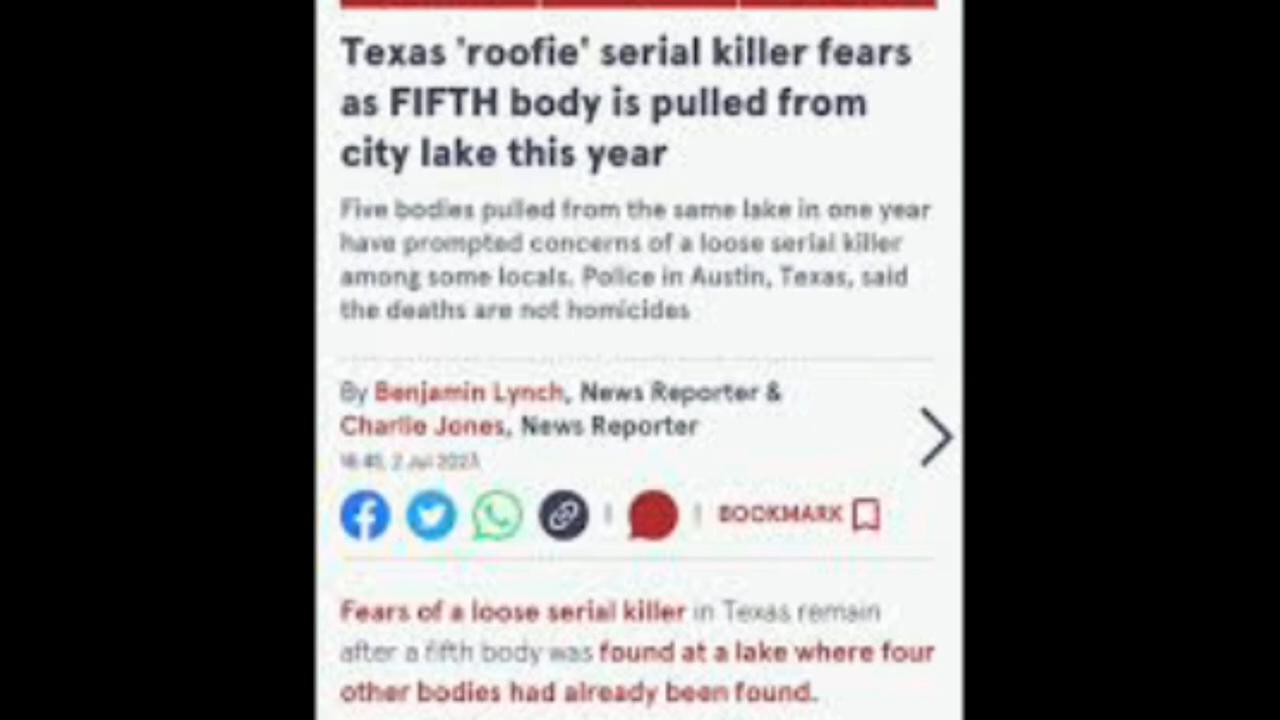 Texas 'roofie' serial killer fears
as FIFTH body is pulled from
city lake this year
Five bodies pulled from the same lake in one year
have prompted concerns of a loose serial killer
among some locals. Police in Austin, Texas, said
the deaths are not homicides
By Benjamin Lynch, News Reporter &
Charlie Jones, News Reporter
2 Jul 2023
BOOKMARK
Fears of a loose serial killer in Texas remain
after a fifth body was found at a lake where four
other bodies had already been found.